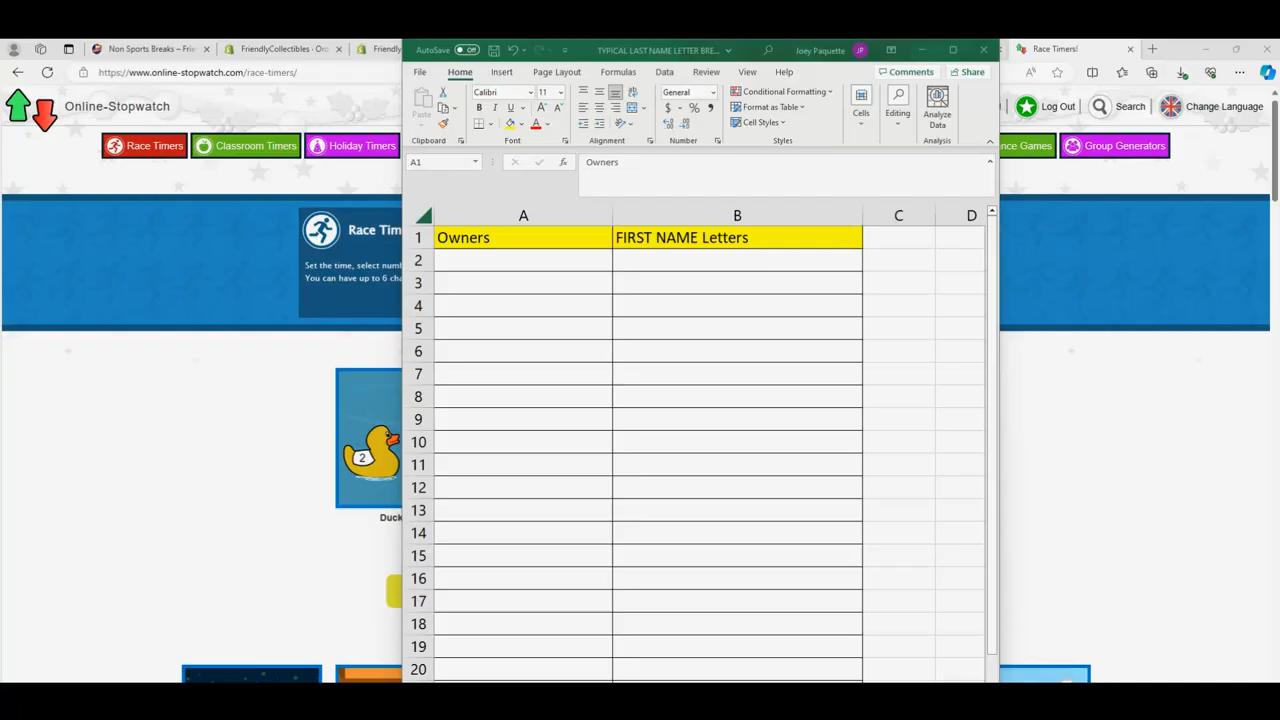 AutoSave Off TYPICAL LAST NAME LETTER BRE... Joey Paquette JP
Non Sports Breaks – Frie
FriendlyCollectibles - Oro
Friendly
Race Timers!
File Home Insert Page Layout Formulas Data Review View Help Comments Share
https://www.online-stopwatch.com/race-timers/
Online-Stopwatch
Log Out Search Change Language
Paste
Calibri 11
B I U
General
$ % 9
Conditional Formatting
Format as Table
Cell Styles
Cells
Editing
Analyze
Data
Clipboard Font Alignment Number Styles Analysis
Race Timers Classroom Timers Holiday Timers
nce Games Group Generators
A1 fx Owners
Race Tim
Set the time, select num
You can have up to 6 cha
A B C D
1 Owners FIRST NAME Letters
2
3
4
5
6
7
8
9
10
11
12
13
14
15
16
17
18
19
20
2
Duck